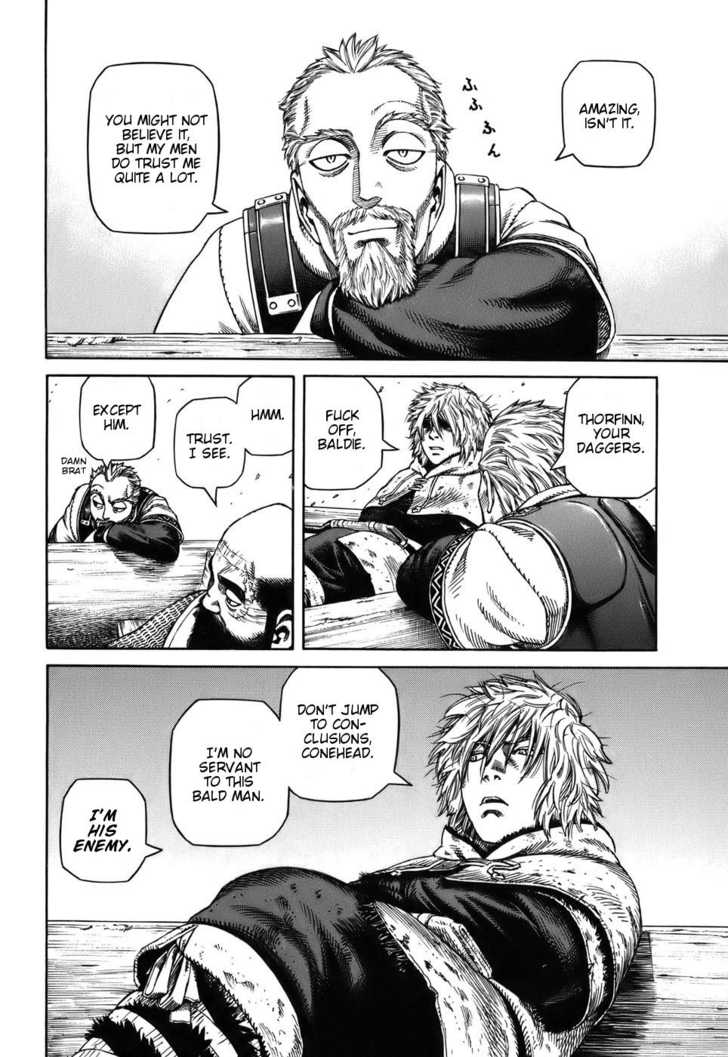 AMAZING,
ISN'T IT.
ふふふん
YOU MIGHT NOT
BELIEVE IT,
BUT MY MEN
DO TRUST ME
QUITE A LOT.
THORFINN,
YOUR
DAGGERS.
FUCK
OFF,
BALDIE.
HMM.
TRUST.
I SEE.
EXCEPT
HIM.
DAMN
BRAT
DON'T JUMP
TO CON-
CLUSIONS,
CONEHEAD.
I'M NO
SERVANT
TO THIS
BALD MAN.
I'M
HIS
ENEMY.